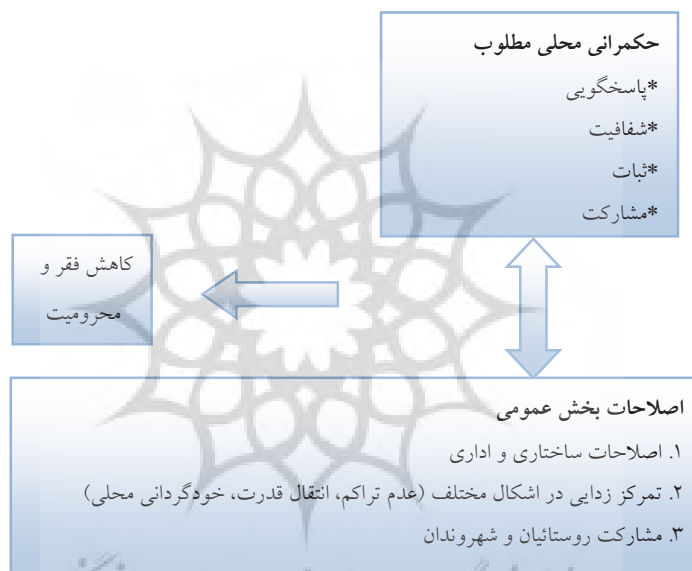 حکمرانی محلی مطلوب
*پاسخگویی
*شفافیت
*ثبات
*مشارکت
کاهش فقر و
محرومیت
اصلاحات بخش عمومی
۱. اصلاحات ساختاری و اداری
۲. تمرکز زدایی در اشکال مختلف (عدم تراکم، انتقال قدرت، خودگردانی محلی)
۳. مشارکت روستائیان و شهروندان